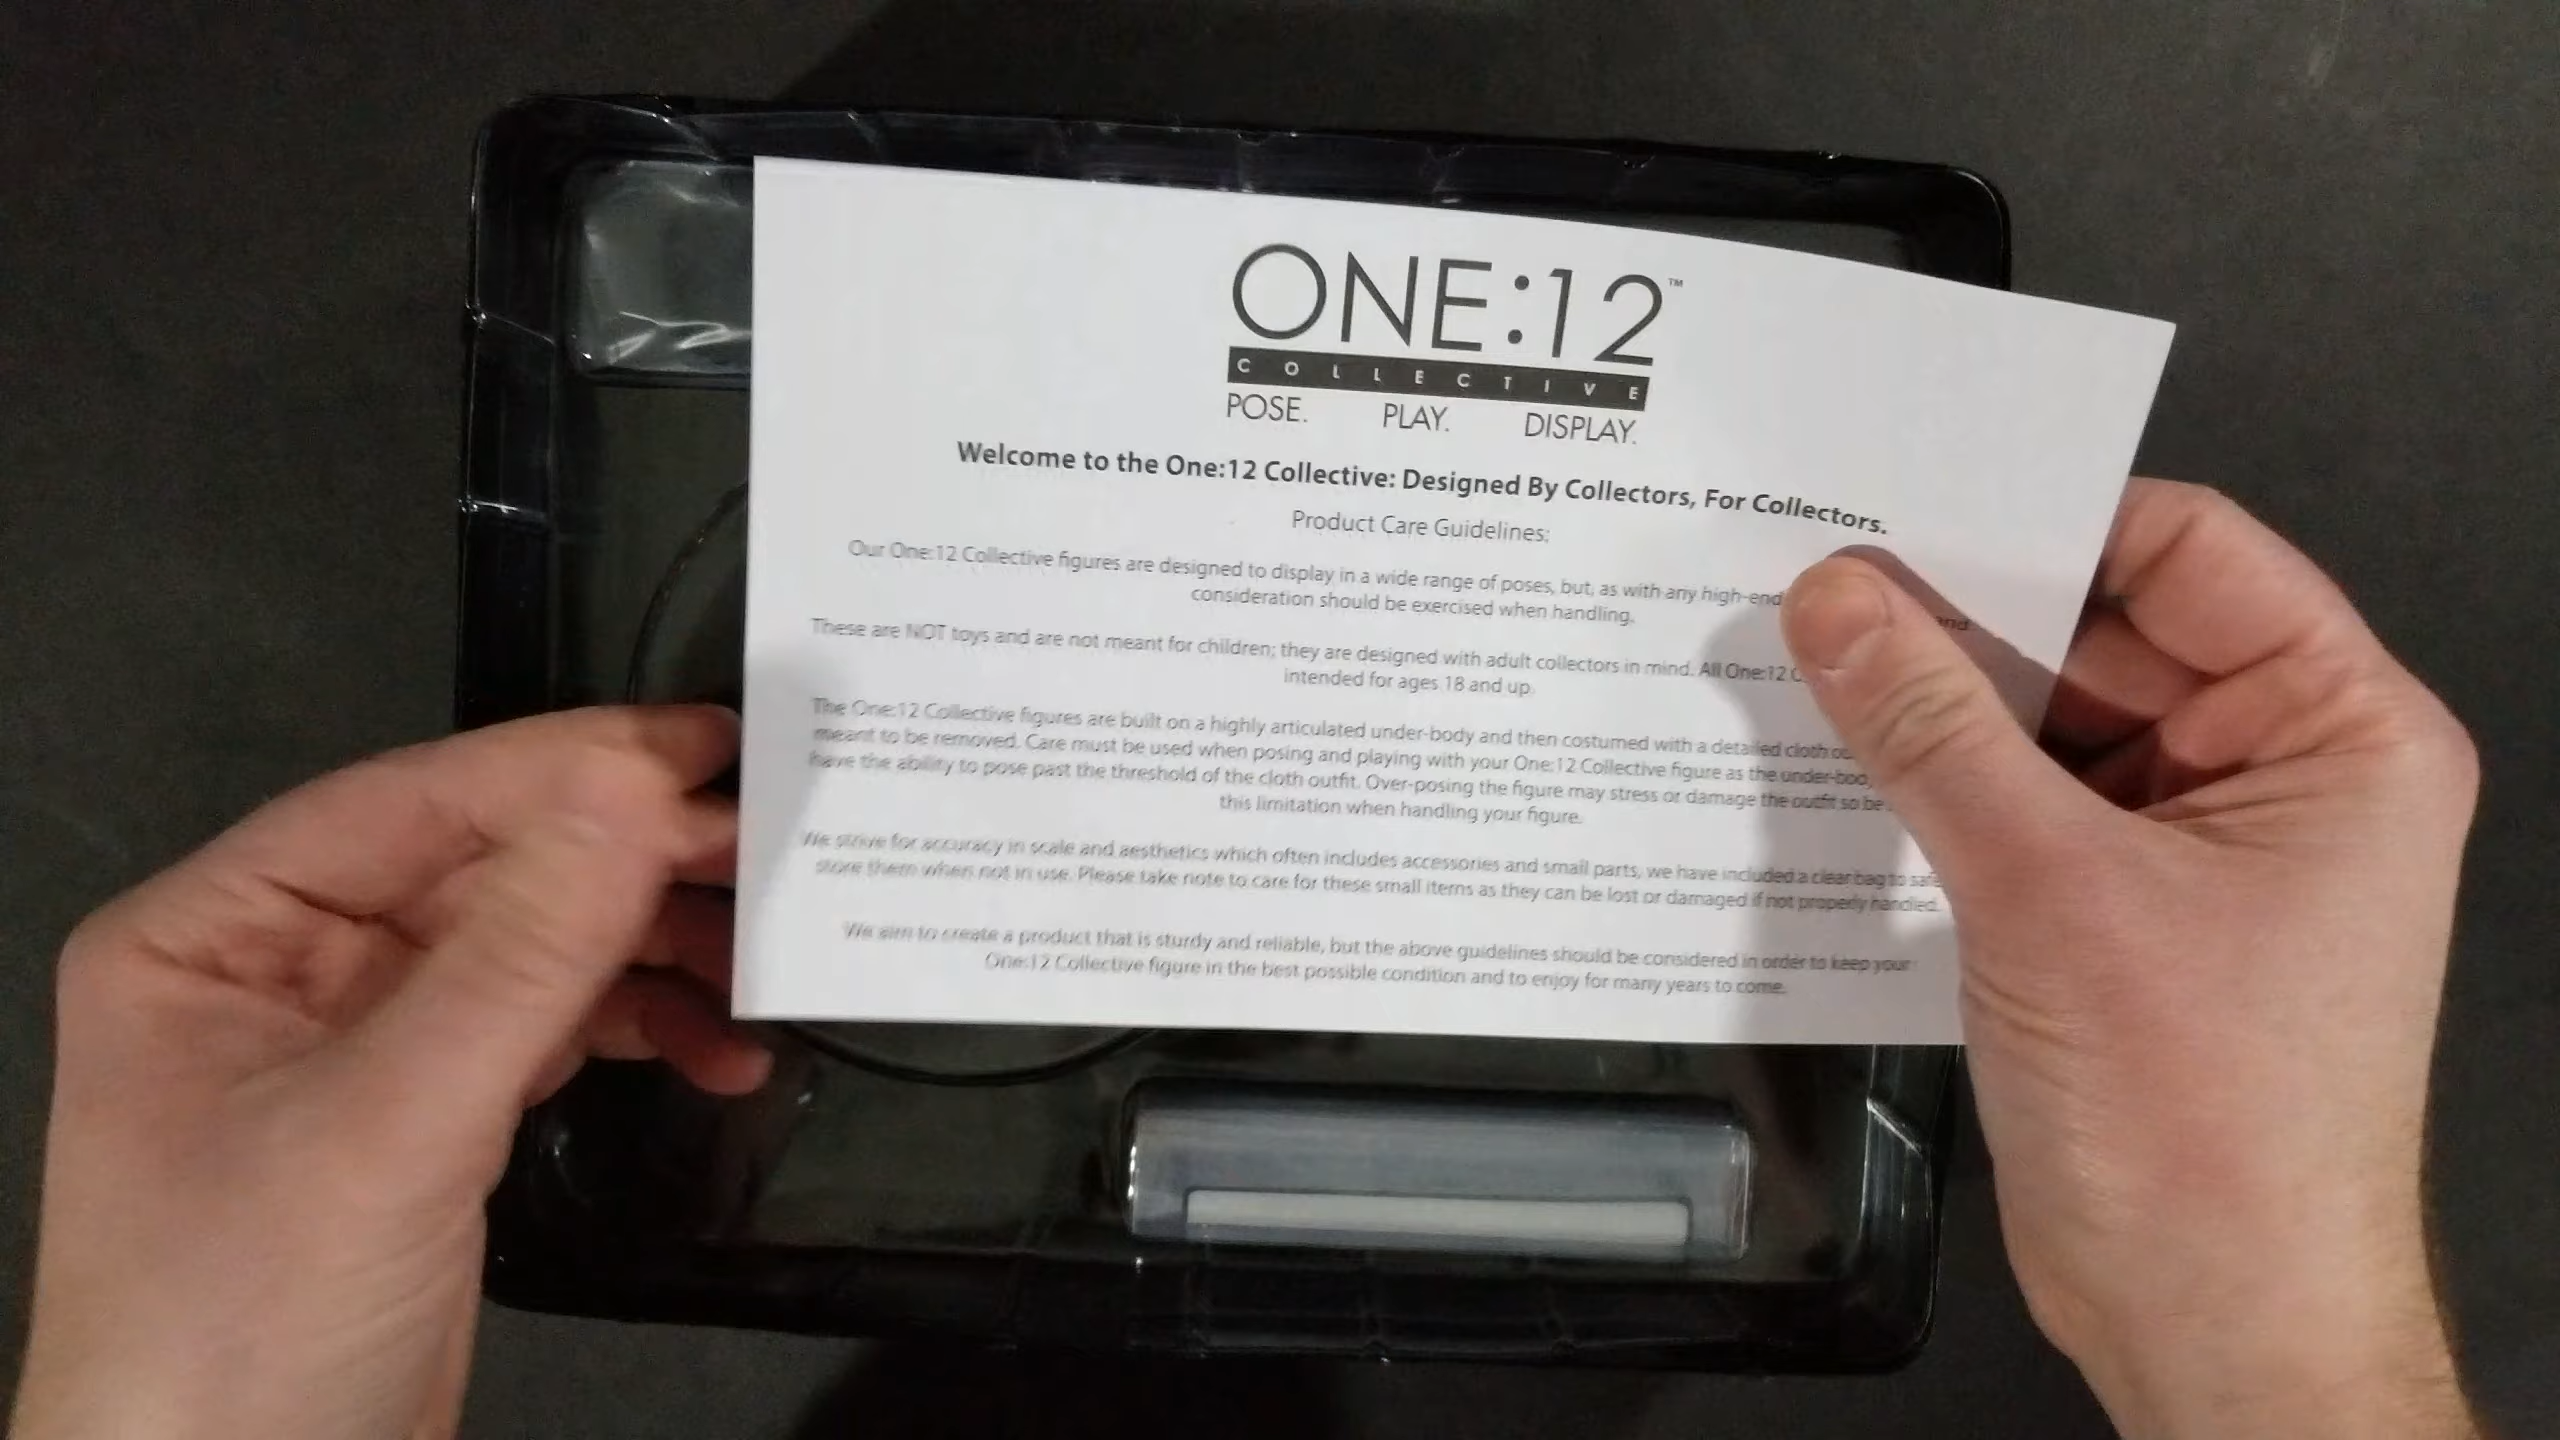 ONE:12™
COLLECTIVE
POSE. PLAY. DISPLAY.
Welcome to the One:12 Collective: Designed By Collectors, For Collectors.
Product Care Guidelines:
Our One:12 Collective figures are designed to display in a wide range of poses, but, as with any high-end and
consideration should be exercised when handling.
These are NOT toys and are not meant for children; they are designed with adult collectors in mind. All One:12
intended for ages 18 and up.
The One:12 Collective figures are built on a highly articulated under-body and then costumed with a detailed cloth
meant to be removed. Care must be used when posing and playing with your One:12 Collective figure as the
have the ability to pose past the threshold of the cloth outfit. Over-posing the figure may stress or damage the outfit so be
this limitation when handling your figure.
We strive for accuracy in scale and aesthetics which often includes accessories and small parts, we have included a clear bag to
store them when not in use. Please take note to care for these small items as they can be lost or damaged if not properly handled.
We aim to create a product that is sturdy and reliable, but the above guidelines should be considered in order to keep your
One:12 Collective figure in the best possible condition and to enjoy for many years to come.